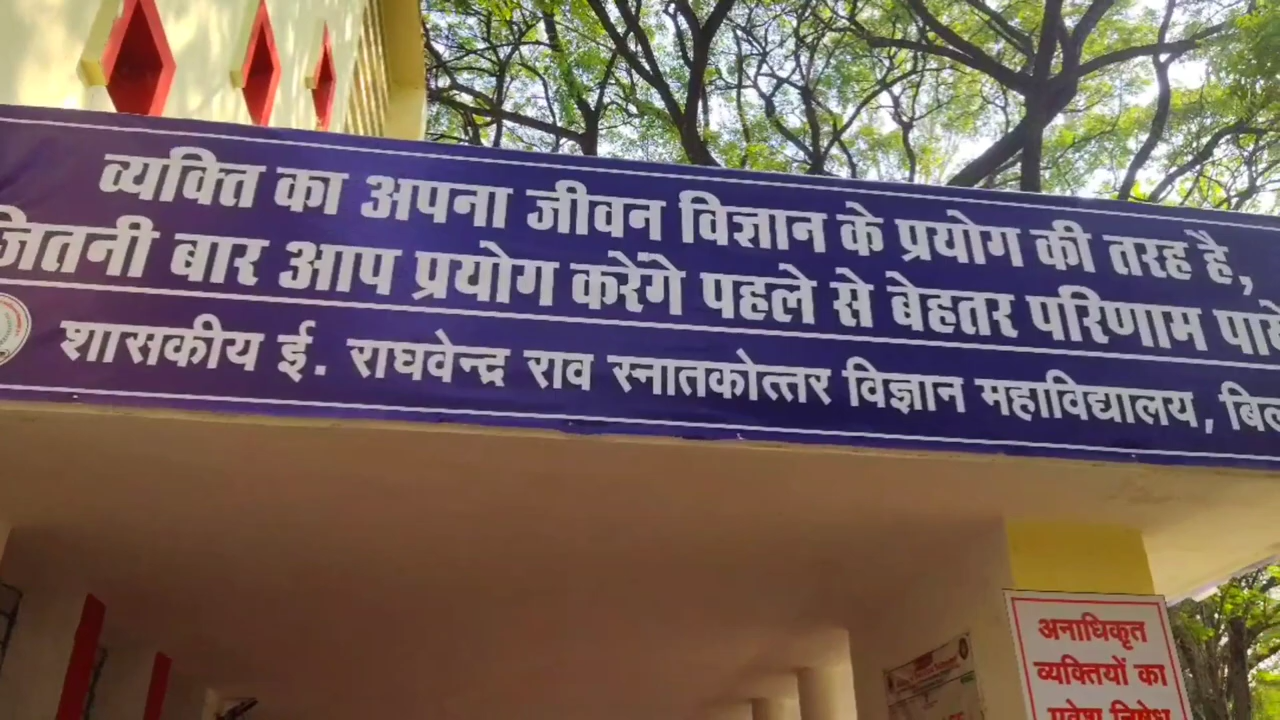 व्यक्ति का अपना जीवन विज्ञान के प्रयोग की तरह है,
जितनी बार आप प्रयोग करेंगे पहले से बेहतर परिणाम
शासकीय ई. राघवेन्द्र राव स्नातकोत्तर विज्ञान महाविद्यालय,
अनाधिकृत
व्यक्तियों का
प्रवेश निषेध